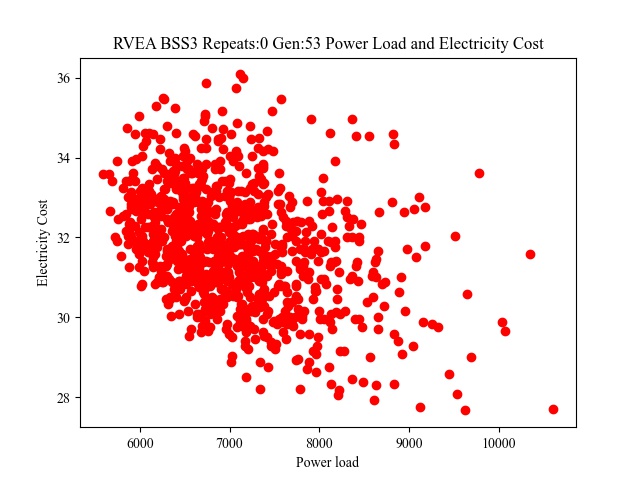 RVEA BSS3 Repeats:0 Gen:53 Power Load and Electricity Cost
36
34
32
30
28
Electricity Cost
6000 7000 8000 9000 10000
Power load